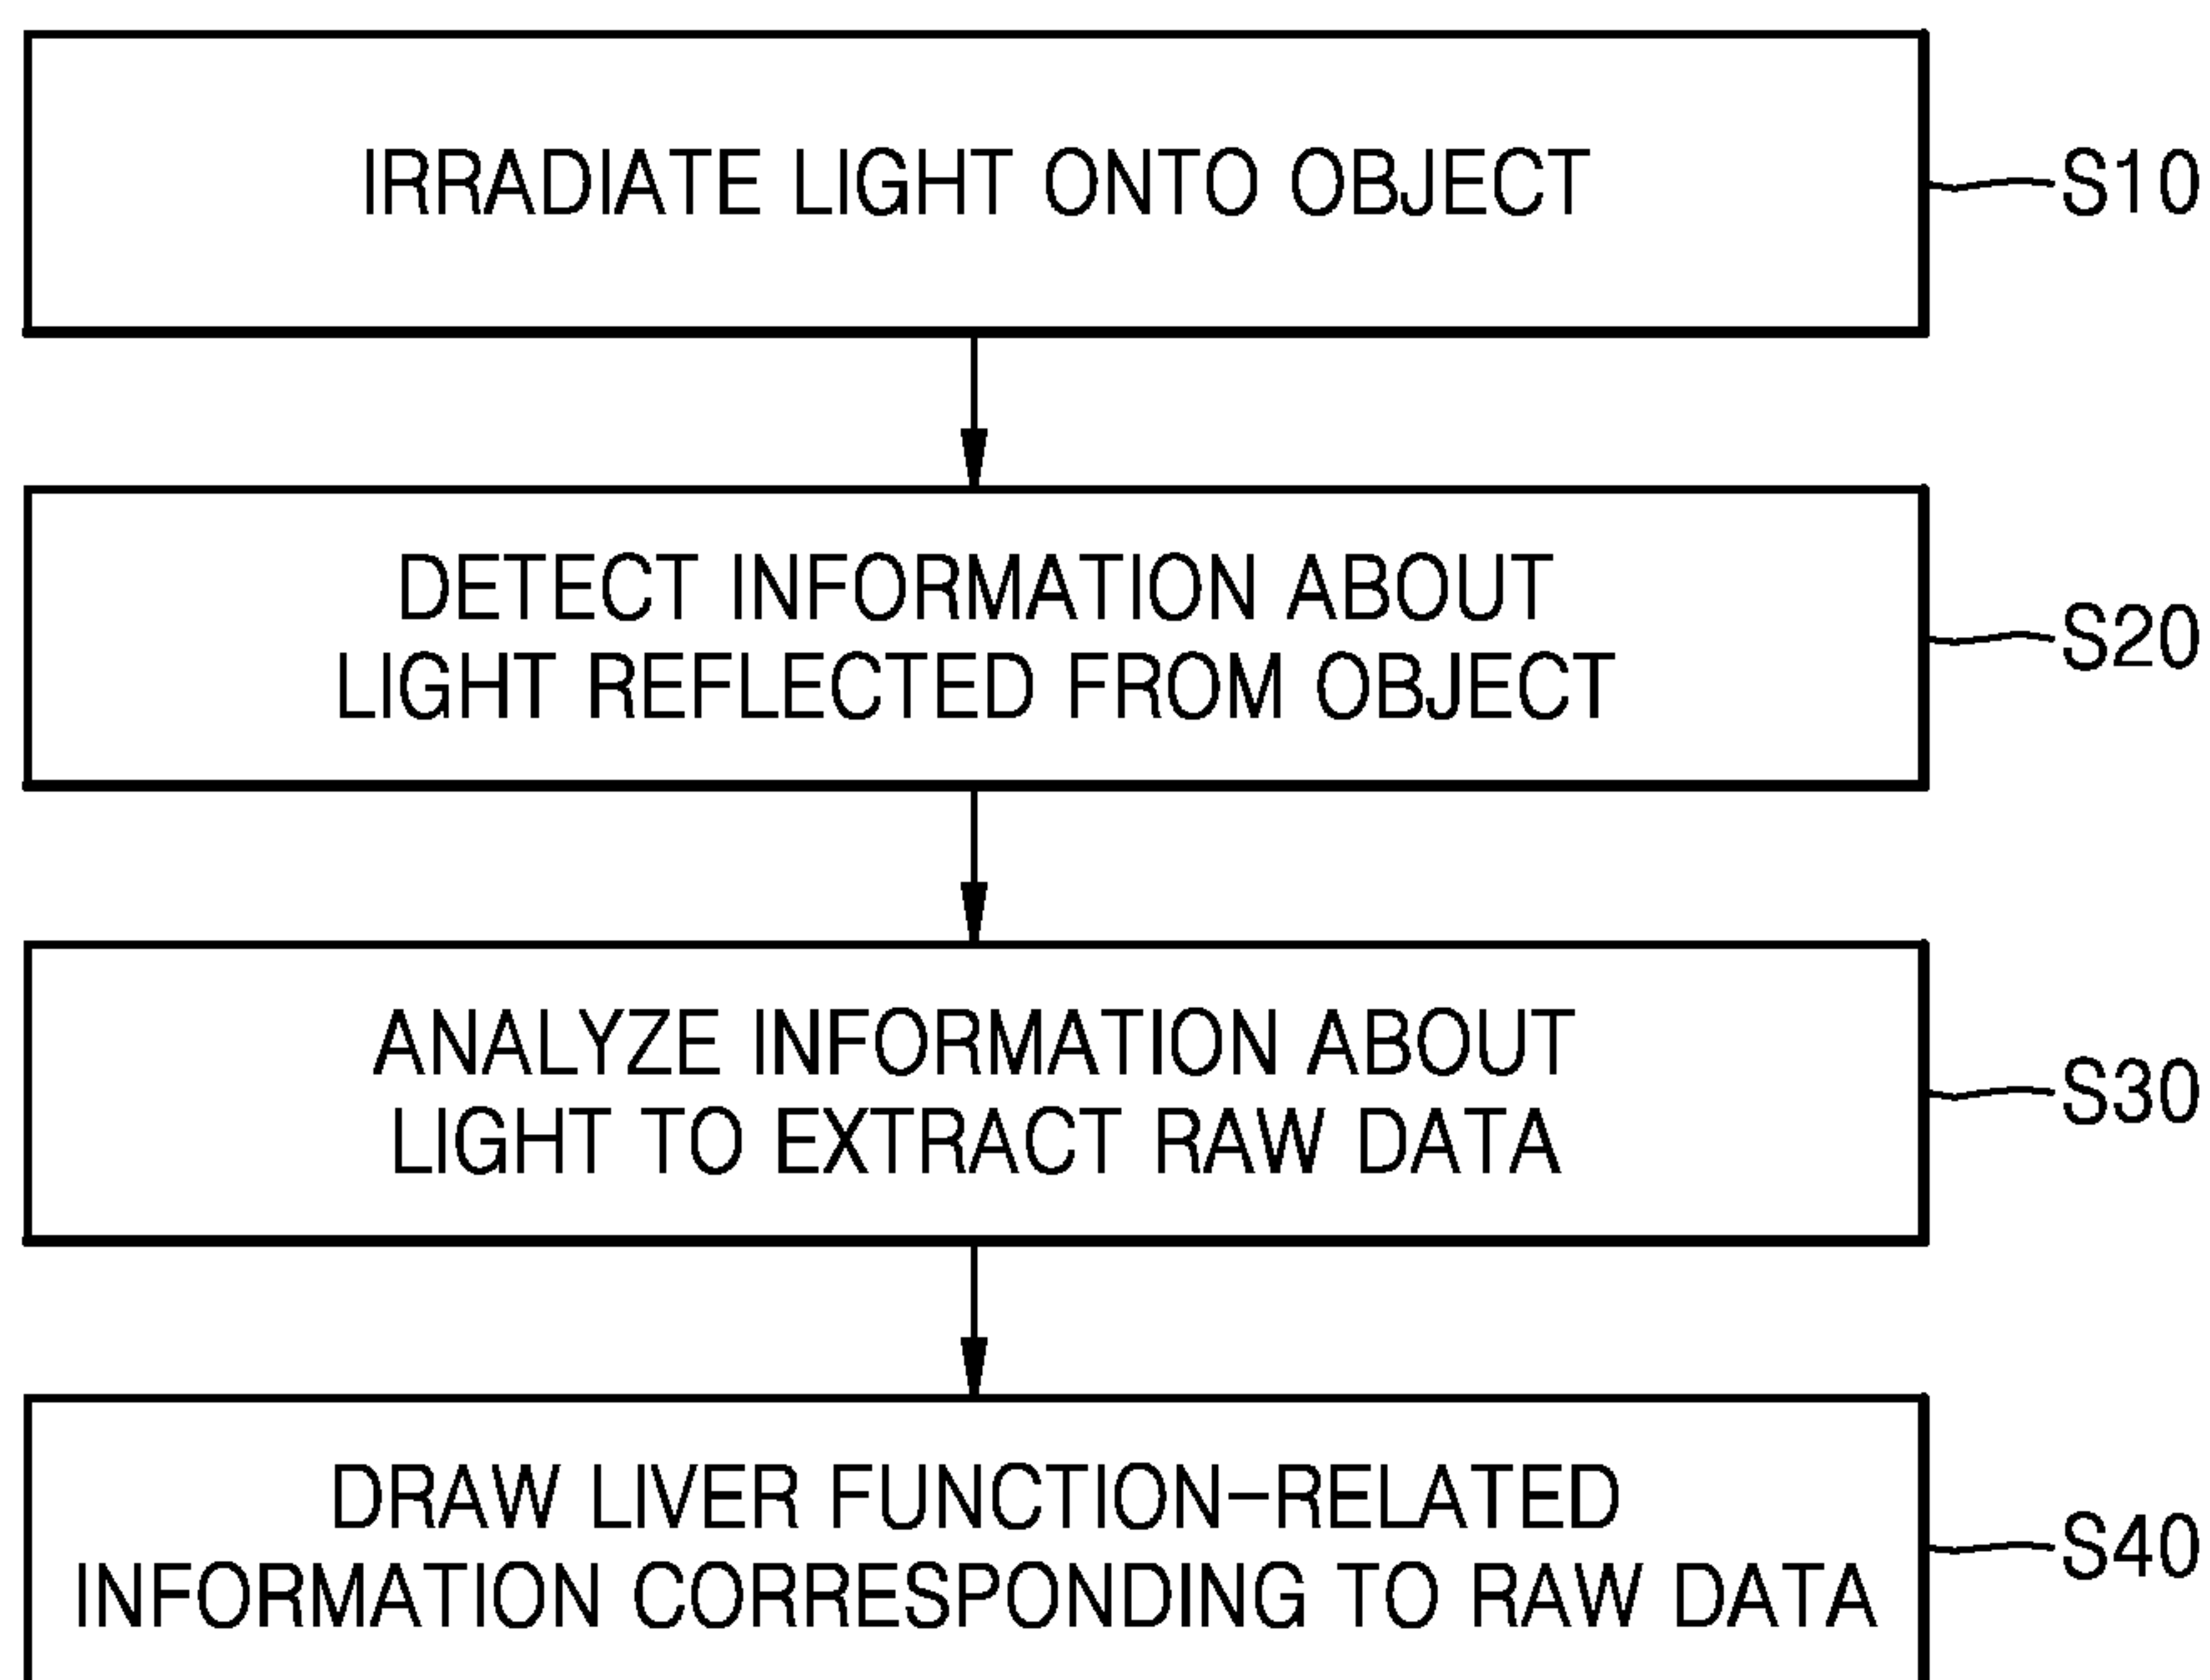 IRRADIATE LIGHT ONTO OBJECT
S10
DETECT INFORMATION ABOUT
LIGHT REFLECTED FROM OBJECT
S20
ANALYZE INFORMATION ABOUT
LIGHT TO EXTRACT RAW DATA
S30
DRAW LIVER FUNCTION-RELATED
INFORMATION CORRESPONDING TO RAW DATA
S40